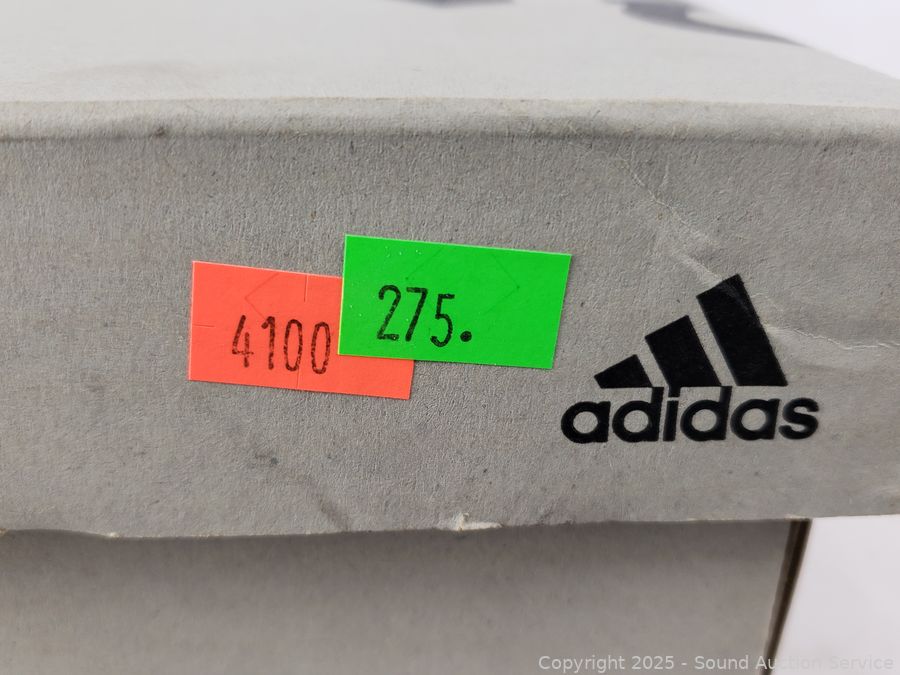 4100
275.
adidas
Copyright 2025 - Sound Auction Service